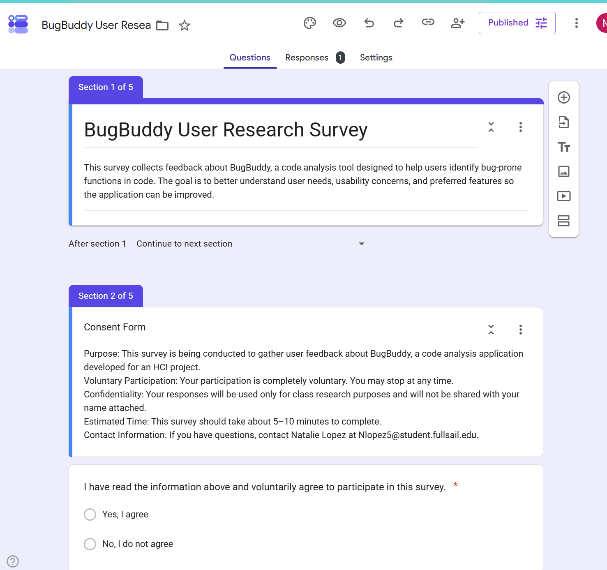 BugBuddy User Resea
Published
N
Questions Responses 1 Settings
Section 1 of 5
BugBuddy User Research Survey
This survey collects feedback about BugBuddy, a code analysis tool designed to help users identify bug-prone
functions in code. The goal is to better understand user needs, usability concerns, and preferred features so
the application can be improved.
Tt
After section 1 Continue to next section
Section 2 of 5
Consent Form
Purpose: This survey is being conducted to gather user feedback about BugBuddy, a code analysis application
developed for an HCI project.
Voluntary Participation: Your participation is completely voluntary. You may stop at any time.
Confidentiality: Your responses will be used only for class research purposes and will not be shared with your
name attached.
Estimated Time: This survey should take about 5–10 minutes to complete.
Contact Information: If you have questions, contact Natalie Lopez at Nlopez5@student.fullsail.edu.
I have read the information above and voluntarily agree to participate in this survey. *
Yes, I agree
No, I do not agree